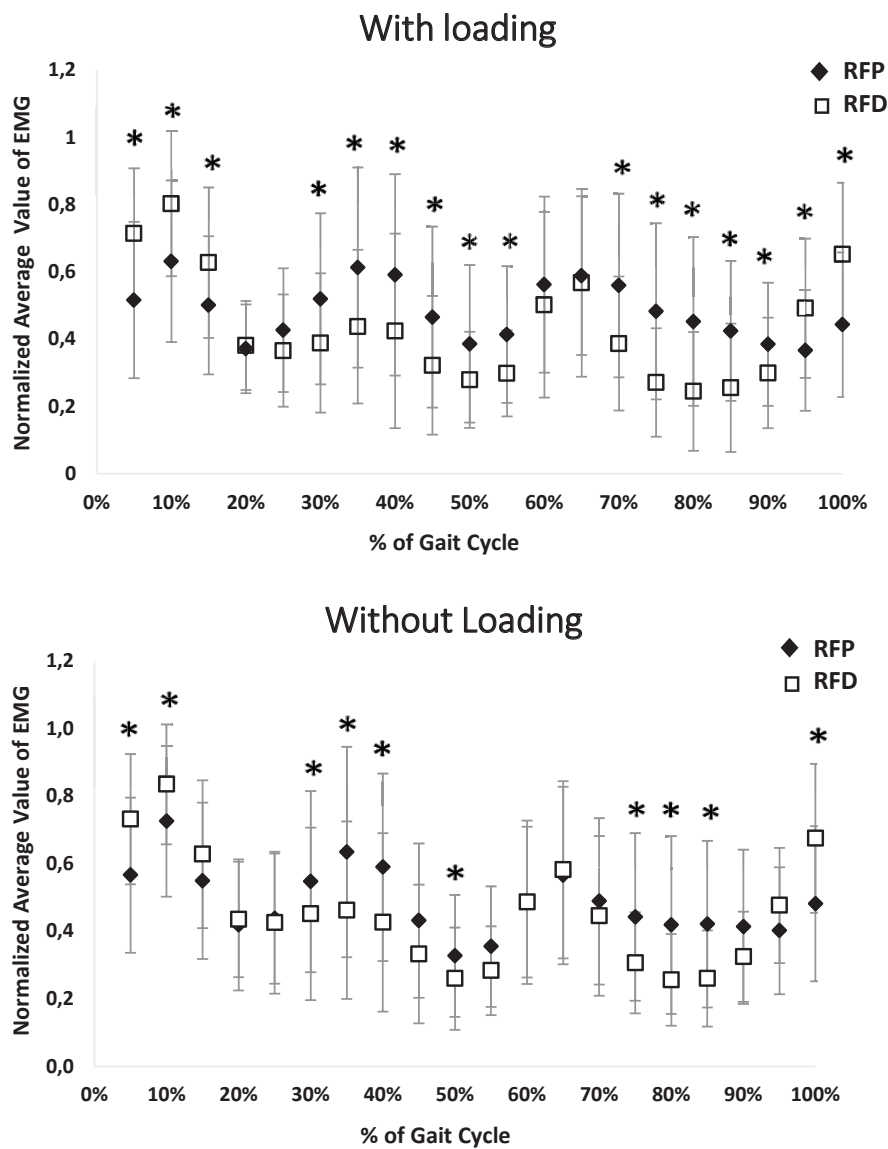 With loading
RFP
RFD
Normalized Average Value of EMG
1,2
1
0,8
0,6
0,4
0,2
0
* * * * * * * * * * * * * * * * *
0% 10% 20% 30% 40% 50% 60% 70% 80% 90% 100%
% of Gait Cycle
Without Loading
RFP
RFD
Normalized Average Value of EMG
1,2
1,0
0,8
0,6
0,4
0,2
0,0
* * * * * * * * * *
0% 10% 20% 30% 40% 50% 60% 70% 80% 90% 100%
% of Gait Cycle